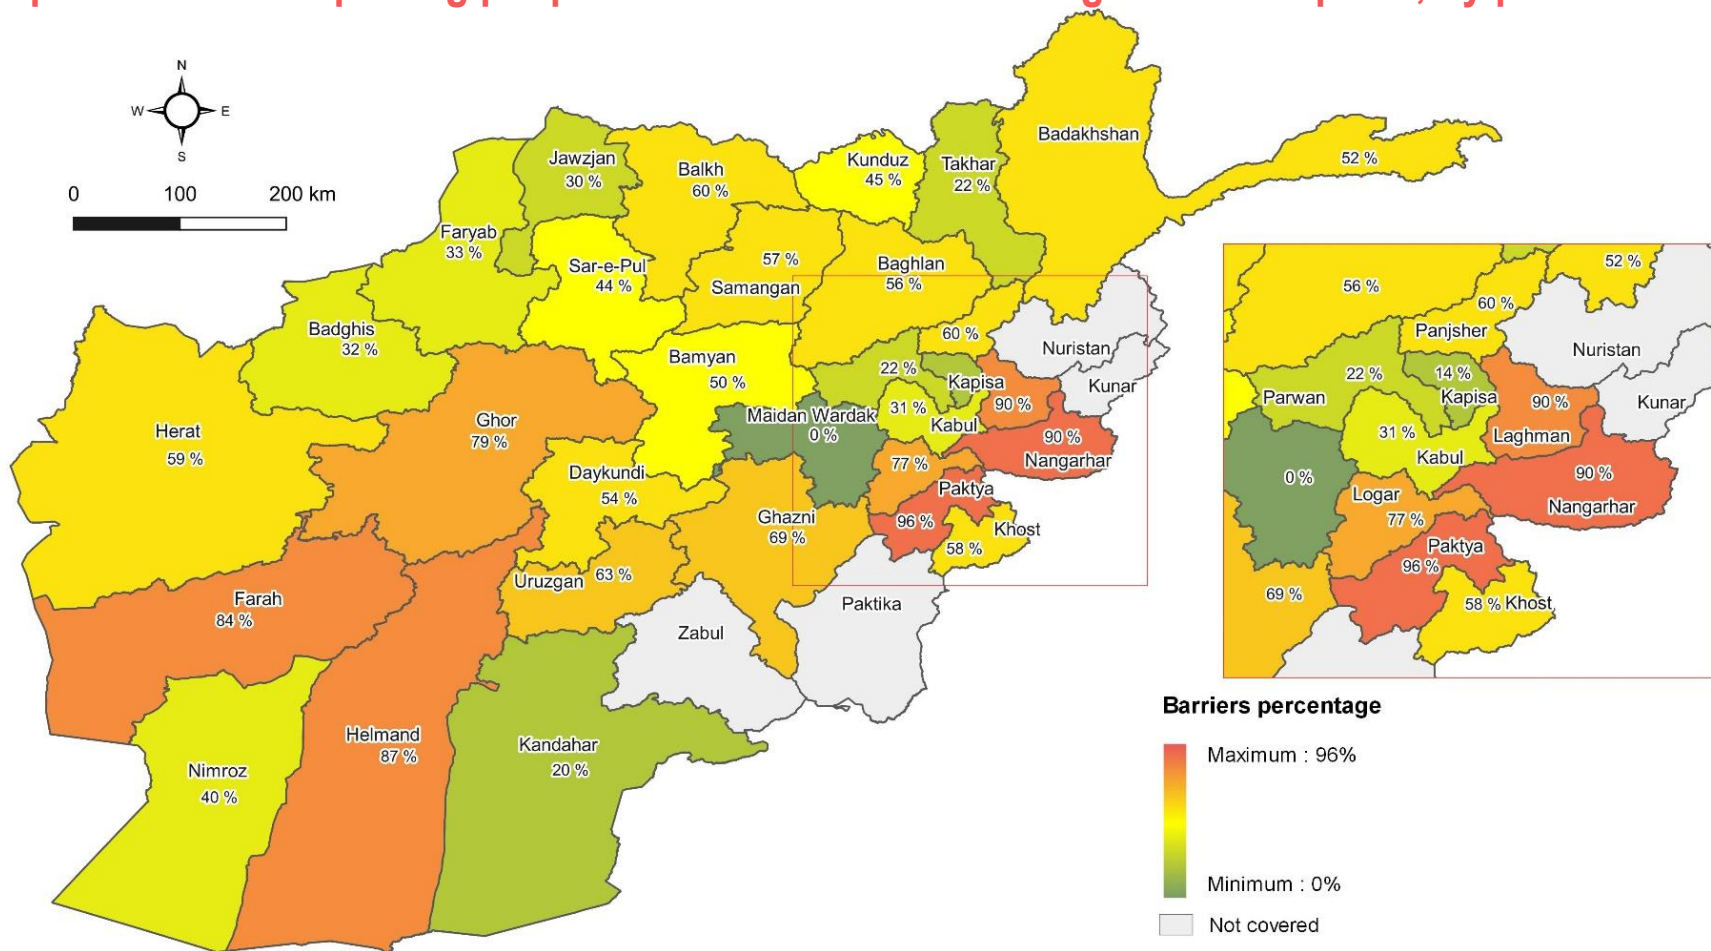 N
W E
S
0 100 200 km
Badakhshan
52 %
Jawzjan
30 %
Balkh
60 %
Kunduz
45 %
Takhar
22 %
Faryab
33 %
Sar-e-Pul
44 %
57 %
Samangan
Baghlan
56 %
Badghis
32 %
Bamyan
50 %
60 %
Nuristan
Kunar
22 %
Kapisa
90 %
31 %
Kabul
Maidan Wardak
0 %
Herat
59 %
Ghor
79 %
90 %
Nangarhar
77 %
Daykundi
54 %
Paktya
96 %
Ghazni
69 %
Khost
58 %
Uruzgan
63 %
Farah
84 %
Zabul
Paktika
Helmand
87 %
Kandahar
20 %
Nimroz
40 %
52 %
56 %
60 %
Panjsher
Nuristan
22 %
14 %
Parwan
Kapisa
90 %
Kunar
31 %
Kabul
Laghman
0 %
90 %
Logar
77 %
Nangarhar
Paktya
96 %
69 %
58 %
Khost
Barriers percentage
Maximum : 96%
Minimum : 0%
Not covered